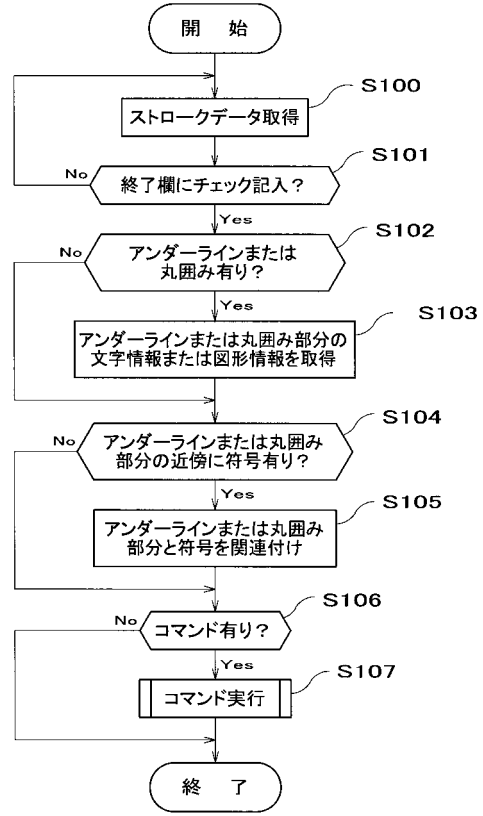 開 始
S100
ストロークデータ取得
S101
No
終了欄にチェック記入?
Yes
S102
No
アンダーラインまたは
丸囲み有り?
Yes
S103
アンダーラインまたは丸囲み部分の
文字情報または図形情報を取得
S104
No
アンダーラインまたは丸囲み
部分の近傍に符号有り?
Yes
S105
アンダーラインまたは丸囲み
部分と符号を関連付け
S106
No
コマンド有り?
Yes
S107
コマンド実行
終 了